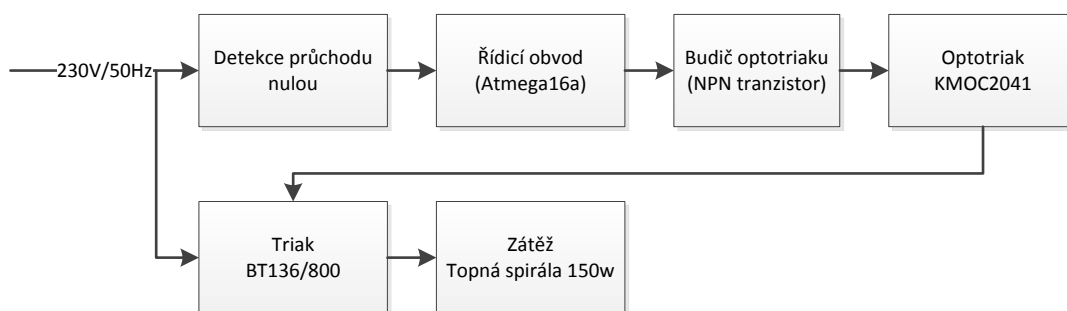 230V/50Hz
Detekce průchodu
nulou
Řídicí obvod
(Atmega16a)
Budič optotriaku
(NPN tranzistor)
Optotriak
KMOC2041
Triak
BT136/800
Zátěž
Topná spirála 150w